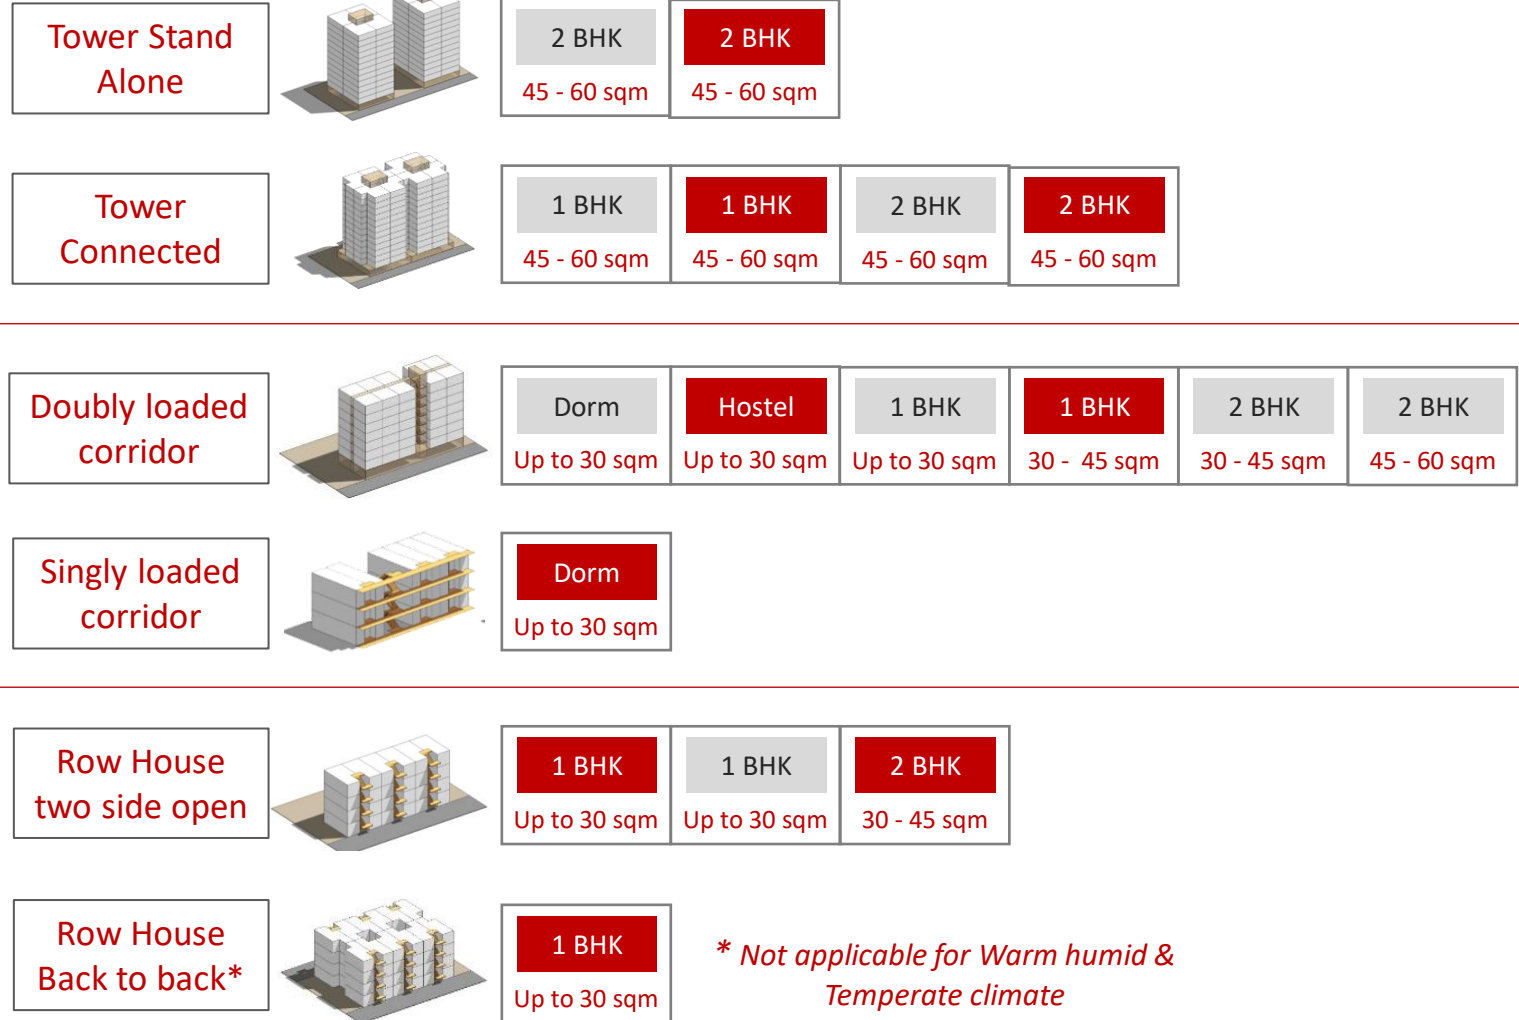 Tower Stand
Alone
2 BHK
45 - 60 sqm
2 BHK
45 - 60 sqm
Tower
Connected
1 BHK
45 - 60 sqm
1 BHK
45 - 60 sqm
2 BHK
45 - 60 sqm
2 BHK
45 - 60 sqm
Doubly loaded
corridor
Dorm
Up to 30 sqm
Hostel
Up to 30 sqm
1 BHK
Up to 30 sqm
1 BHK
30 - 45 sqm
2 BHK
30 - 45 sqm
2 BHK
45 - 60 sqm
Singly loaded
corridor
Dorm
Up to 30 sqm
Row House
two side open
1 BHK
Up to 30 sqm
1 BHK
Up to 30 sqm
2 BHK
30 - 45 sqm
Row House
Back to back*
1 BHK
Up to 30 sqm
* Not applicable for Warm humid &
Temperate climate